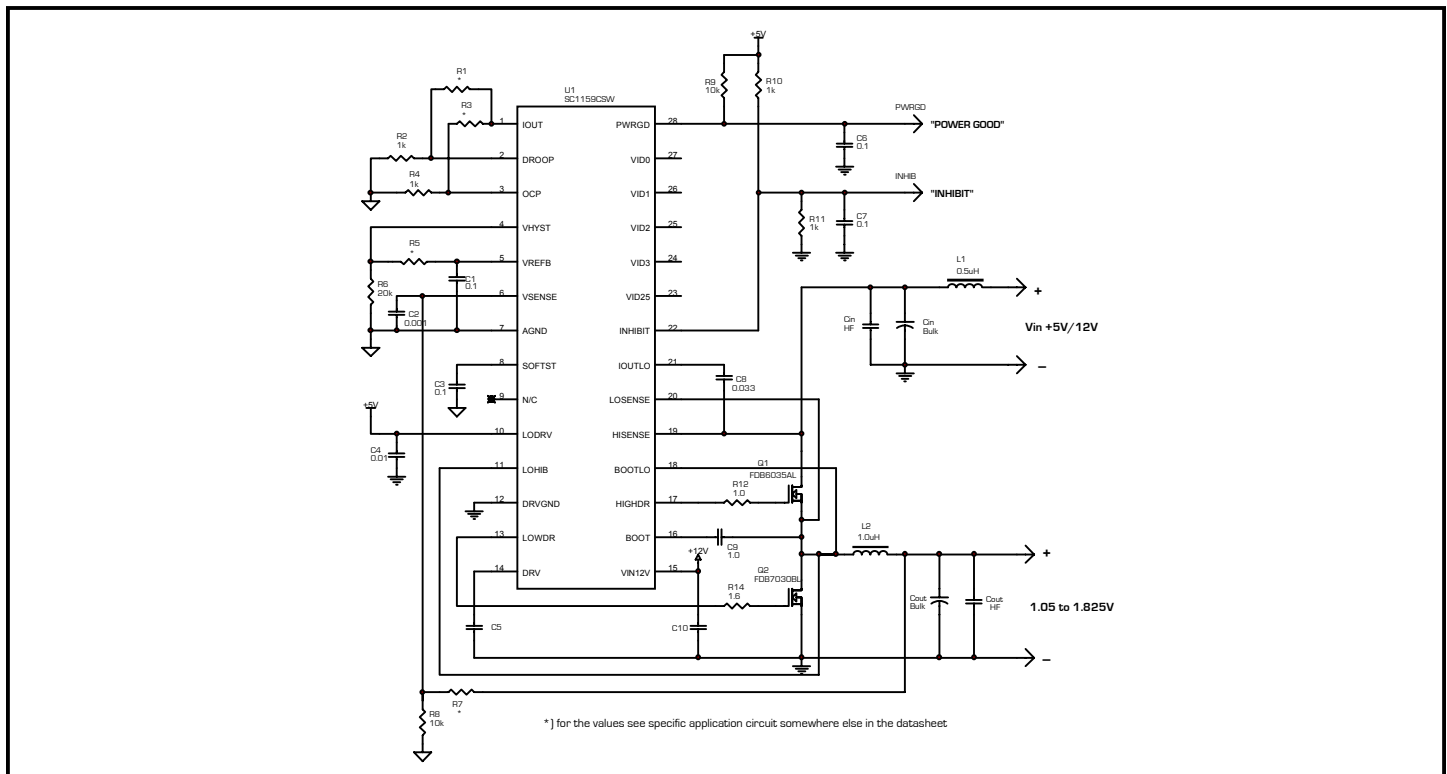 +5V
R1
*
R9
10k
R10
1k
U1
SC1159CSW
R3
*
PWRGD
1
IOUT
PWRGD
28
"POWER GOOD"
R2
1k
C6
0.1
2
DROOP
VID0
27
R4
1k
INHIB
3
OCP
VID1
26
"INHIBIT"
R11
1k
C7
0.1
4
VHYST
VID2
25
R5
*
5
VREFB
VID3
24
L1
0.5uH
C1
0.1
R6
20k
6
VSENSE
VID25
23
+
C2
0.001
Cin
HF
Cin
Bulk
Vin +5V/12V
7
AGND
INHIBIT
22
8
SOFTST
IOUTLO
21
–
C3
0.1
C8
0.033
9
N/C
LOSENSE
20
+5V
10
LODRV
HISENSE
19
C4
0.01
11
LOHIB
BOOTLO
18
Q1
FDB6035AL
R12
1.0
12
DRVGND
HIGHDR
17
L2
1.0uH
13
LOWDR
BOOT
16
C9
1.0
+12V
+
14
DRV
VIN12V
15
Q2
FDB7030BL
R14
1.6
Cout
Bulk
Cout
HF
1.05 to 1.825V
C5
C10
–
R7
*
R8
10k
*) for the values see specific application circuit somewhere else in the datasheet